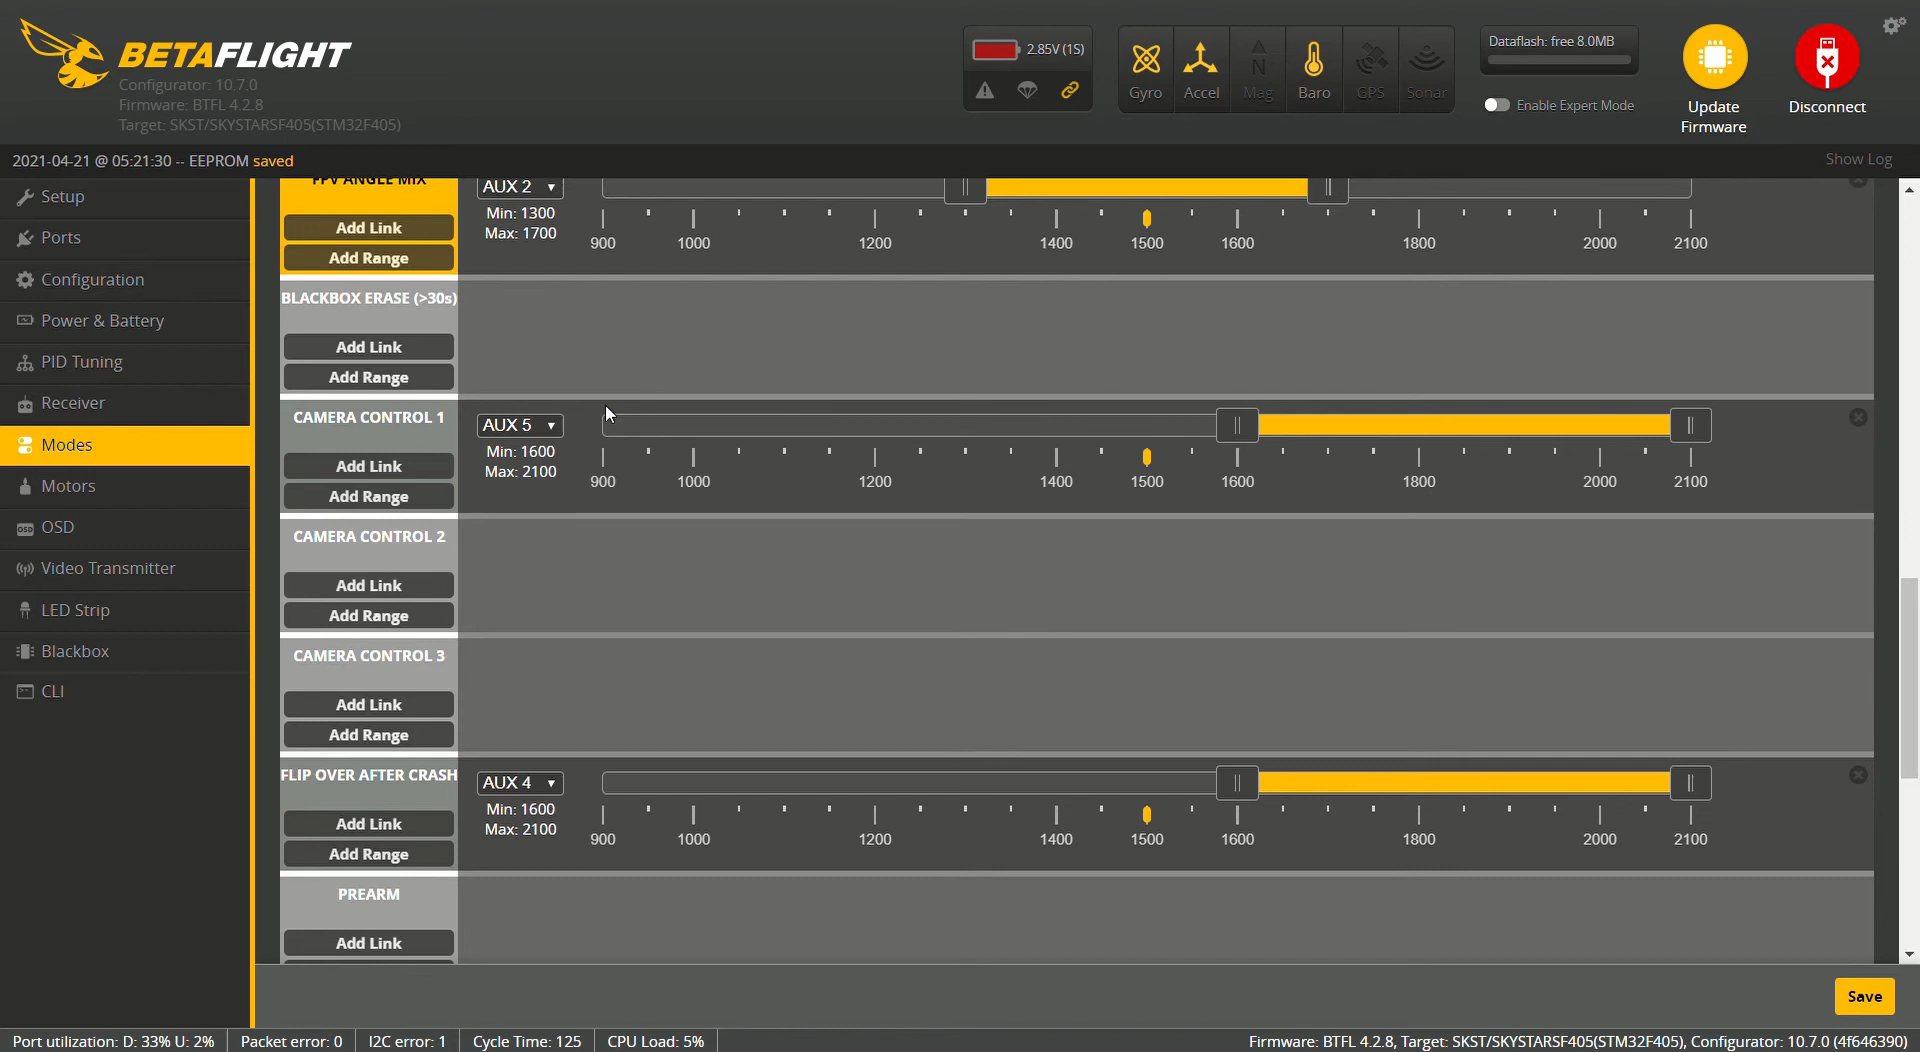 BETAFLIGHT
Configurator: 10.7.0
Firmware: BTFL 4.2.8
Target: SKST/SKYSTARSF405(STM32F405)
2.85V (1S)
Gyro
Accel
N
Mag
Baro
GPS
Sonar
Dataflash: free 8.0MB
Enable Expert Mode
Update
Firmware
Disconnect
2021-04-21 @ 05:21:30 -- EEPROM saved
Show Log
Setup
Ports
Configuration
Power & Battery
PID Tuning
Receiver
Modes
Motors
OSD
Video Transmitter
LED Strip
Blackbox
CLI
FPV ANGLE MIX
Add Link
Add Range
AUX 2
Min: 1300
Max: 1700
900 1000 1200 1400 1500 1600 1800 2000 2100
BLACKBOX ERASE (>30s)
Add Link
Add Range
CAMERA CONTROL 1
Add Link
Add Range
AUX 5
Min: 1600
Max: 2100
900 1000 1200 1400 1500 1600 1800 2000 2100
CAMERA CONTROL 2
Add Link
Add Range
CAMERA CONTROL 3
Add Link
Add Range
FLIP OVER AFTER CRASH
Add Link
Add Range
AUX 4
Min: 1600
Max: 2100
900 1000 1200 1400 1500 1600 1800 2000 2100
PREARM
Add Link
Save
Port utilization: D: 33% U: 2%
Packet error: 0
I2C error: 1
Cycle Time: 125
CPU Load: 5%
Firmware: BTFL 4.2.8, Target: SKST/SKYSTARSF405(STM32F405), Configurator: 10.7.0 (4f646390)